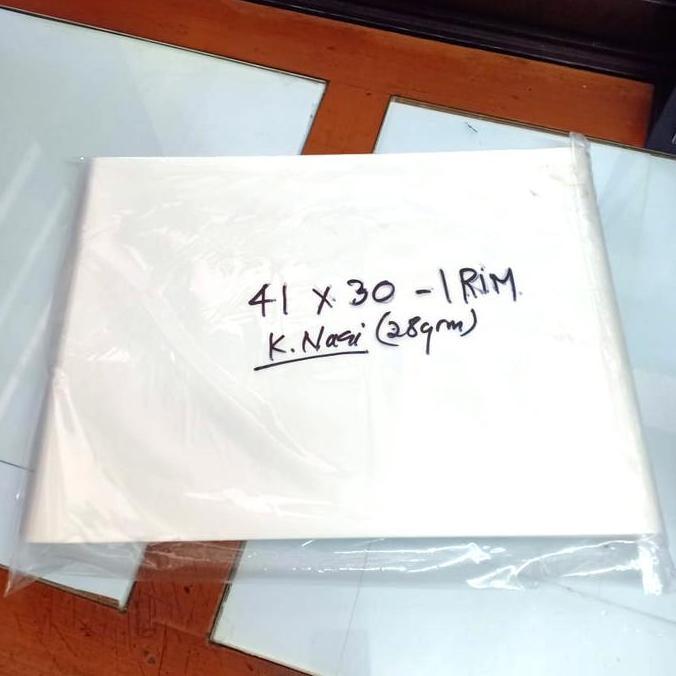 41 x 30 - 1 RiM.
K. Nasi (28grm)